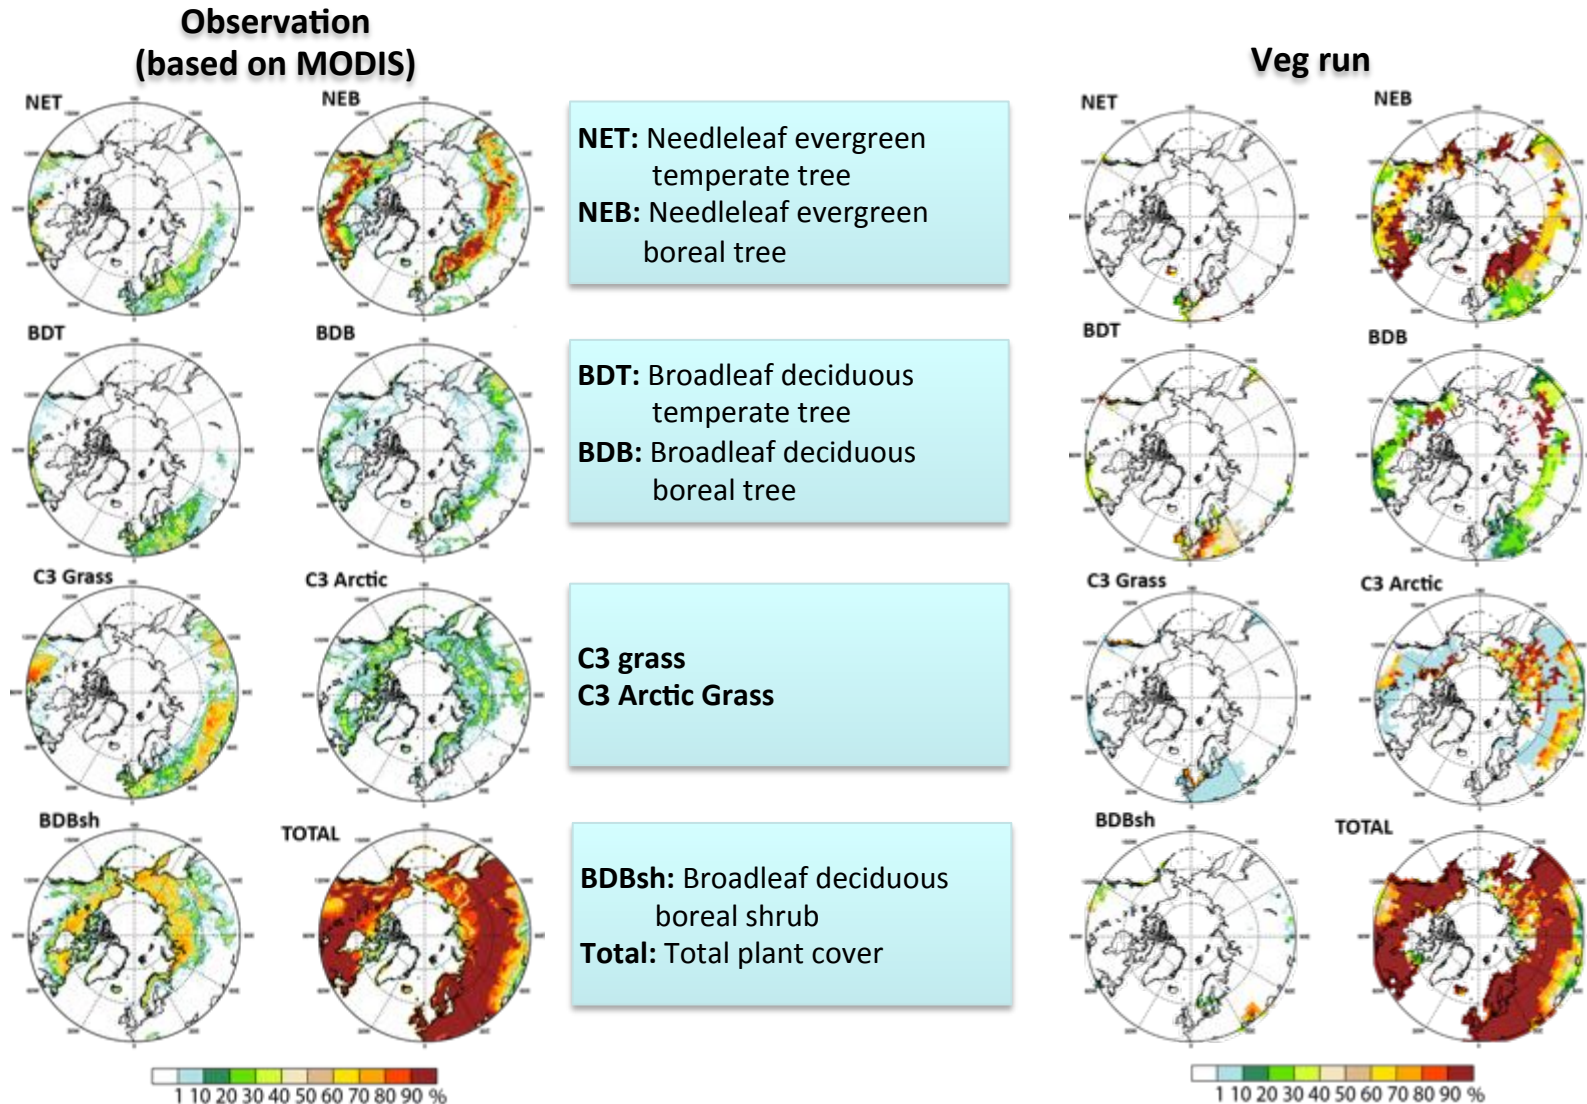 Observation
(based on MODIS)
Veg run
NET
NEB
NET: Needleleaf evergreen
temperate tree
NEB: Needleleaf evergreen
boreal tree
NET
NEB
BDT
BDB
BDT: Broadleaf deciduous
temperate tree
BDB: Broadleaf deciduous
boreal tree
BDT
BDB
C3 Grass
C3 Arctic
C3 grass
C3 Arctic Grass
C3 Grass
C3 Arctic
BDBsh
TOTAL
BDBsh: Broadleaf deciduous
boreal shrub
Total: Total plant cover
BDBsh
TOTAL
1 10 20 30 40 50 60 70 80 90 %
1 10 20 30 40 50 60 70 80 90 %